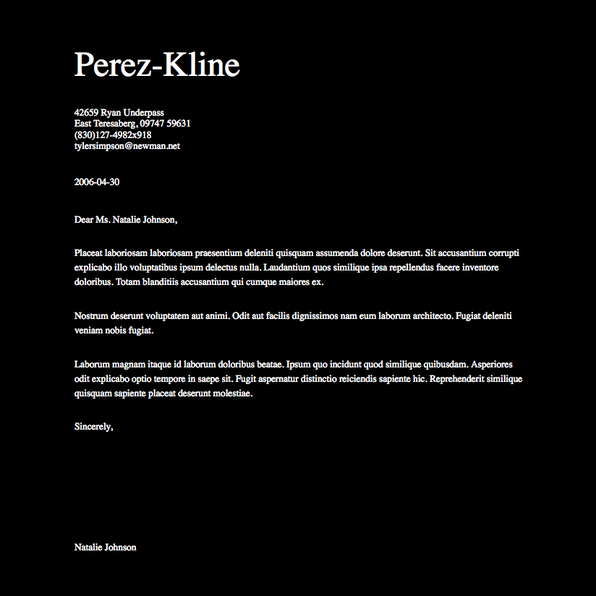 Perez-Kline
42659 Ryan Underpass
East Teresaberg, 09747 59631
(830)127-4982x918
tylersimpson@newman.net
2006-04-30
Dear Ms. Natalie Johnson,
Placeat laboriosam laboriosam praesentium deleniti quisquam assumenda dolore deserunt. Sit accusantium corrupti
explicabo illo voluptatibus ipsum delectus nulla. Laudantium quos similique ipsa repellendus facere inventore
doloribus. Totam blanditiis accusantium qui cumque maiores ex.
Nostrum deserunt voluptatem aut animi. Odit aut facilis dignissimos nam eum laborum architecto. Fugiat deleniti
veniam nobis fugiat.
Laborum magnam itaque id laborum doloribus beatae. Ipsum quo incidunt quod similique quibusdam. Asperiores
odit explicabo optio tempore in saepe sit. Fugit aspernatur distinctio reiciendis sapiente hic. Reprehenderit similique
quisquam sapiente placeat deserunt molestiae.
Sincerely,
Natalie Johnson